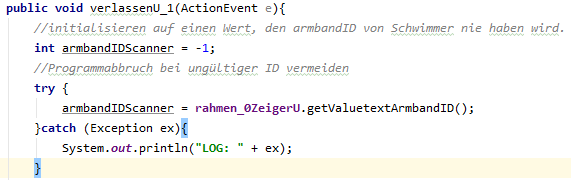 public void verlassenU_1(ActionEvent e){
//initialisieren auf einen Wert, den armbandID von Schwimmer nie haben wird.
int armbandIDScanner = -1;
//Programmabbruch bei ungültiger ID vermeiden
try {
armbandIDScanner = rahmen_0ZeigerU.getValuetextArmbandID();
}catch (Exception ex){
System.out.println("LOG: " + ex);
}